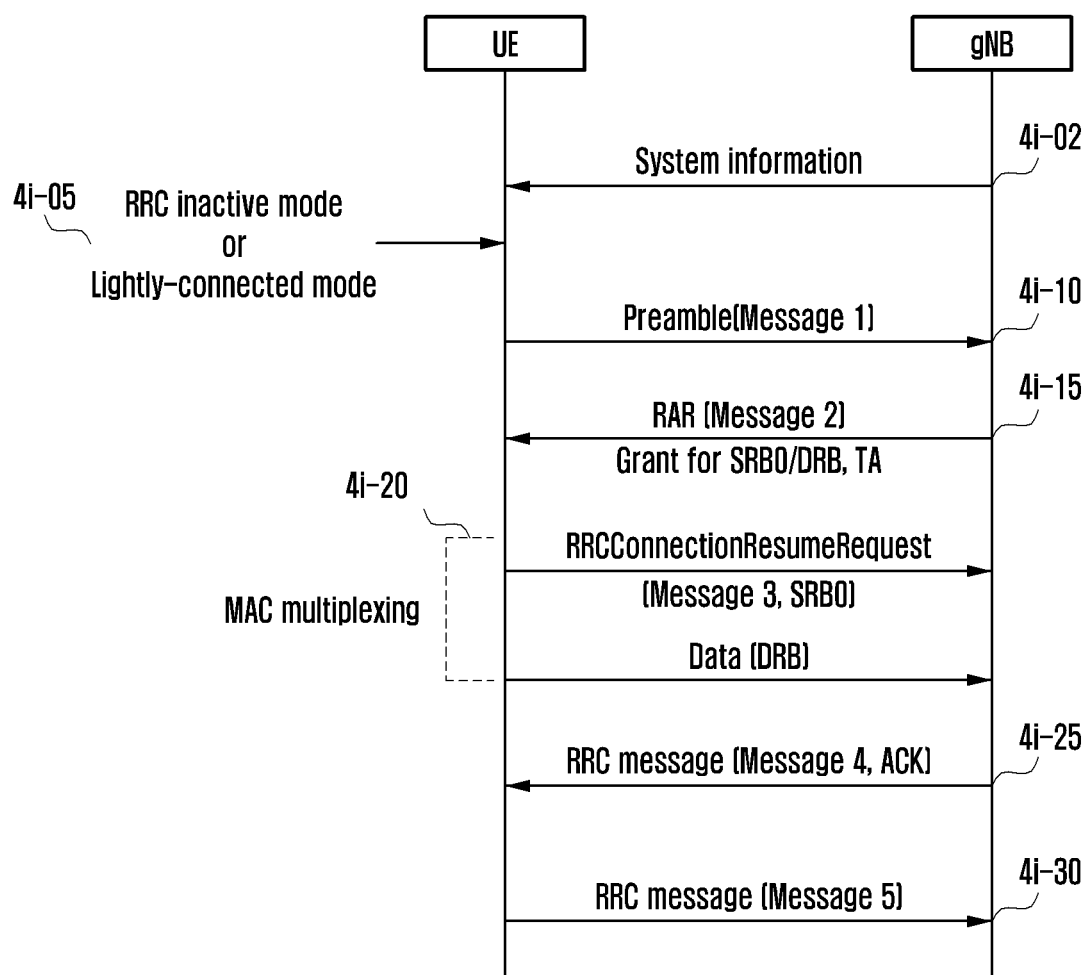 UE
gNB
4i-02
System information
4i-05
RRC inactive mode
or
Lightly-connected mode
4i-10
Preamble(Message 1)
4i-15
RAR (Message 2)
Grant for SRB0/DRB, TA
4i-20
RRCConnectionResumeRequest
(Message 3, SRB0)
MAC multiplexing
Data (DRB)
4i-25
RRC message (Message 4, ACK)
4i-30
RRC message (Message 5)